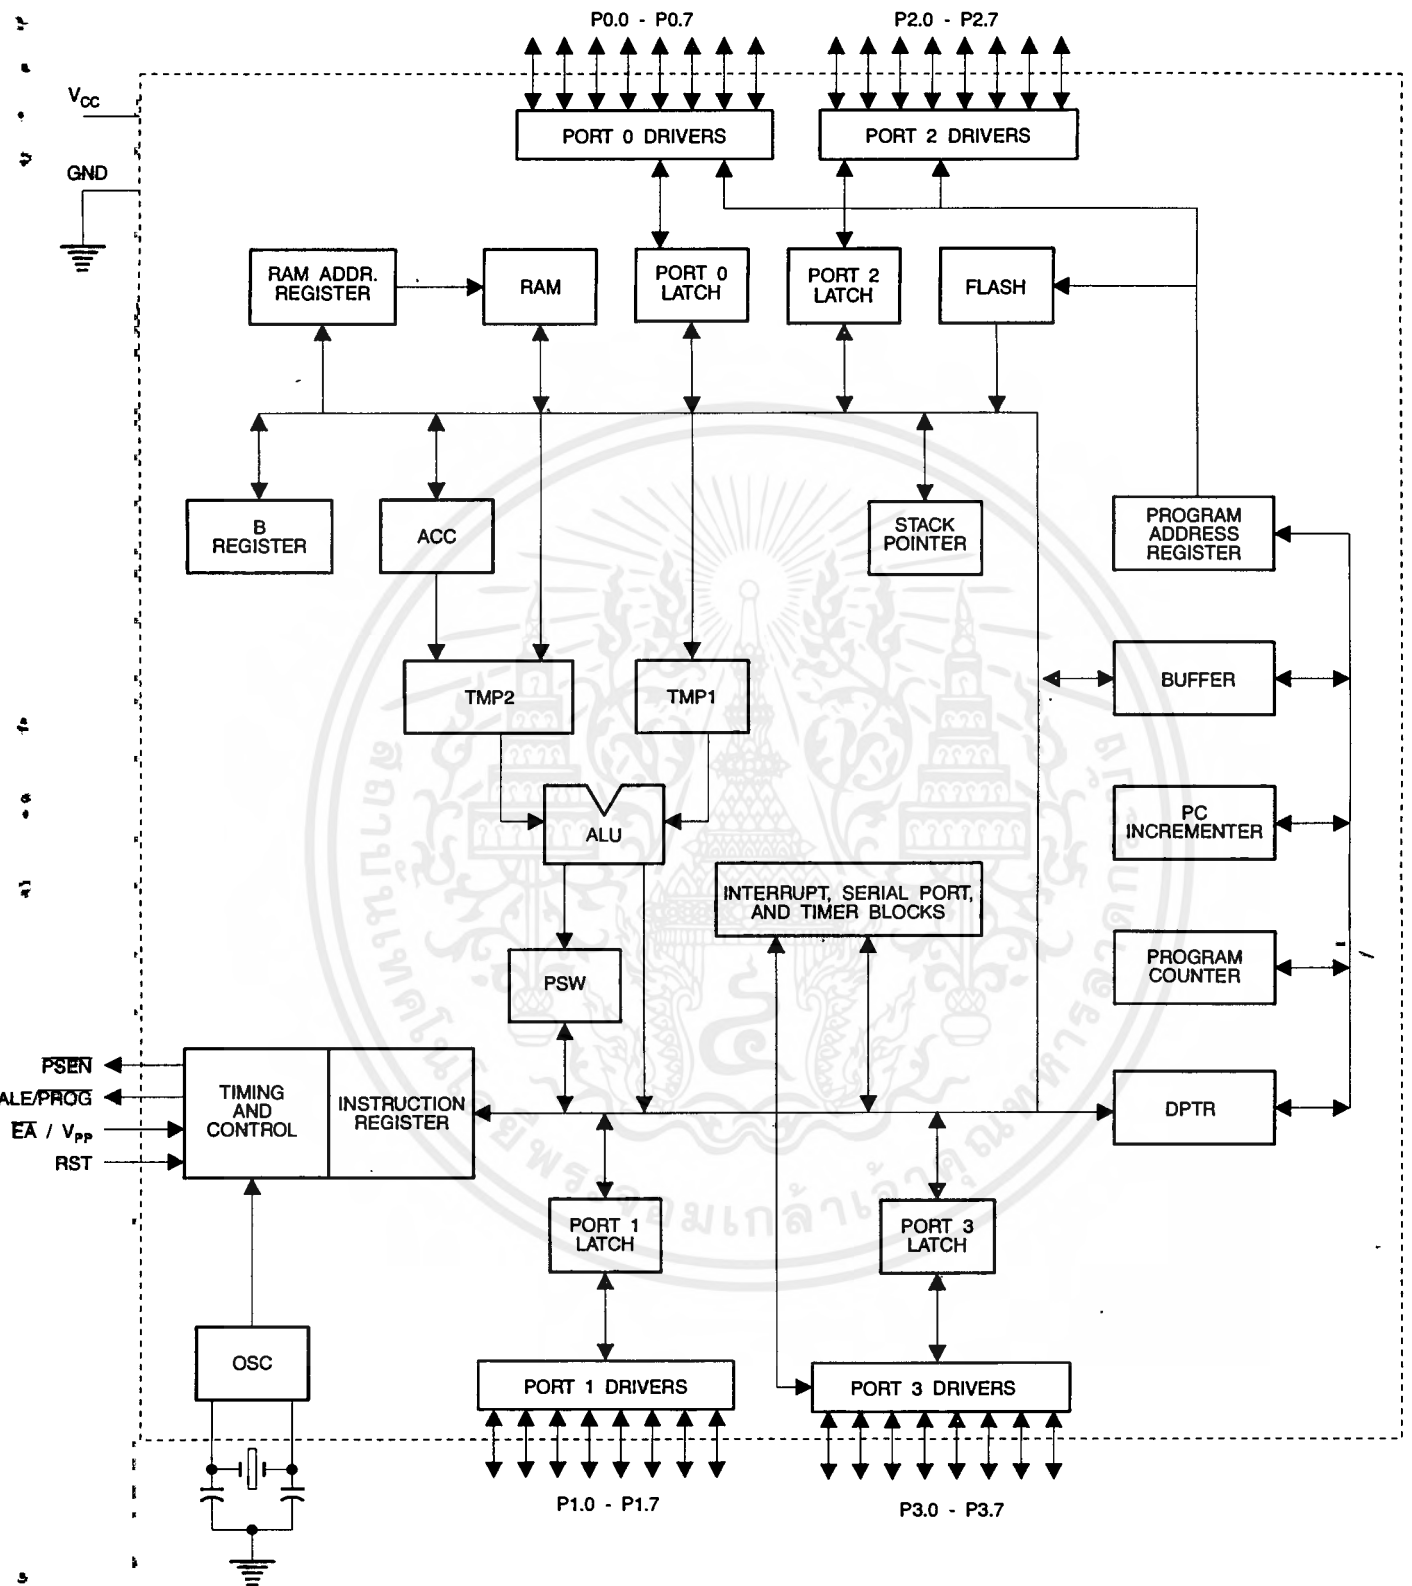 P0.0 - P0.7
P2.0 - P2.7
VCC
GND
PORT 0 DRIVERS
PORT 2 DRIVERS
RAM ADDR.
REGISTER
RAM
PORT 0
LATCH
PORT 2
LATCH
FLASH
B
REGISTER
ACC
STACK
POINTER
PROGRAM
ADDRESS
REGISTER
TMP2
TMP1
BUFFER
ALU
PC
INCREMENTER
INTERRUPT, SERIAL PORT,
AND TIMER BLOCKS
PSW
PROGRAM
COUNTER
PSEN
ALE/PROG
EA / VPP
RST
TIMING
AND
CONTROL
INSTRUCTION
REGISTER
DPTR
PORT 1
LATCH
PORT 3
LATCH
OSC
PORT 1 DRIVERS
PORT 3 DRIVERS
P1.0 - P1.7
P3.0 - P3.7